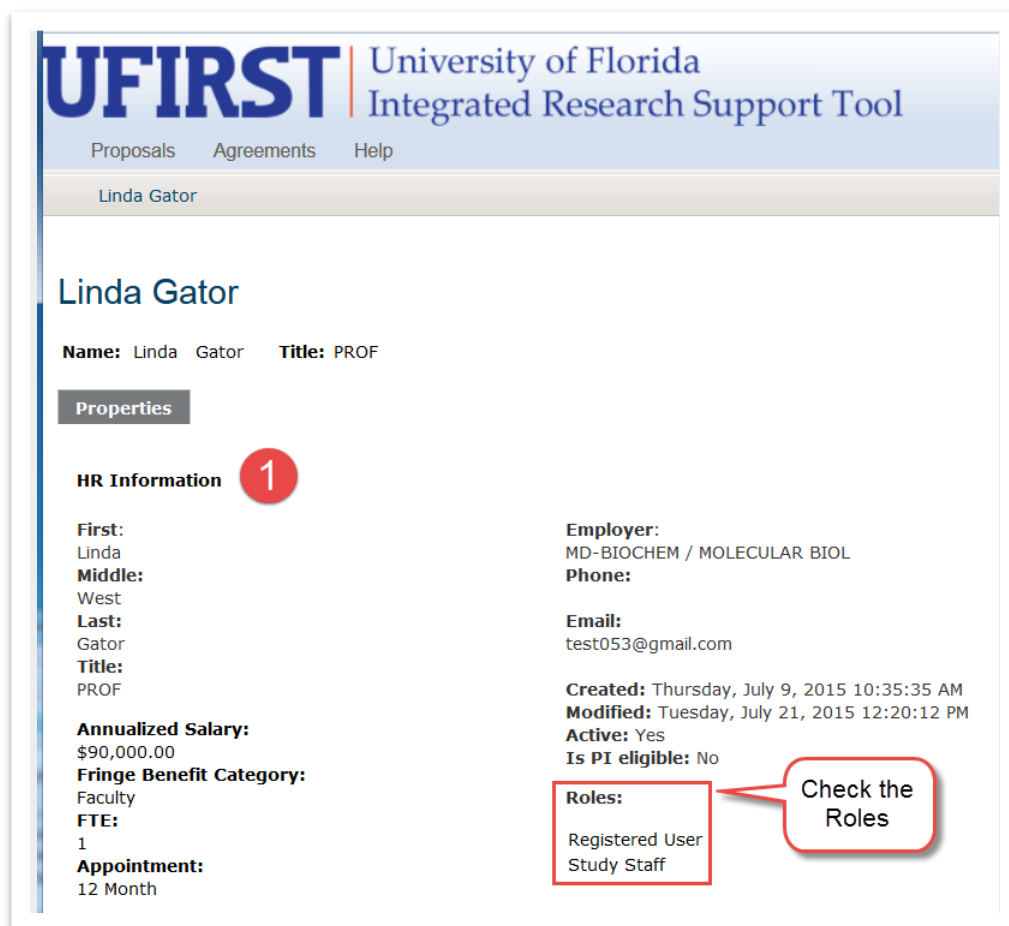 UFIRST
University of Florida
Integrated Research Support Tool
Proposals Agreements Help
Linda Gator
Linda Gator
Name: Linda Gator Title: PROF
Properties
HR Information
1
First:
Linda
Middle:
West
Last:
Gator
Title:
PROF
Annualized Salary:
$90,000.00
Fringe Benefit Category:
Faculty
FTE:
1
Appointment:
12 Month
Employer:
MD-BIOCHEM / MOLECULAR BIOL
Phone:
Email:
test053@gmail.com
Created: Thursday, July 9, 2015 10:35:35 AM
Modified: Tuesday, July 21, 2015 12:20:12 PM
Active: Yes
Is PI eligible: No
Roles:
Registered User
Study Staff
Check the
Roles